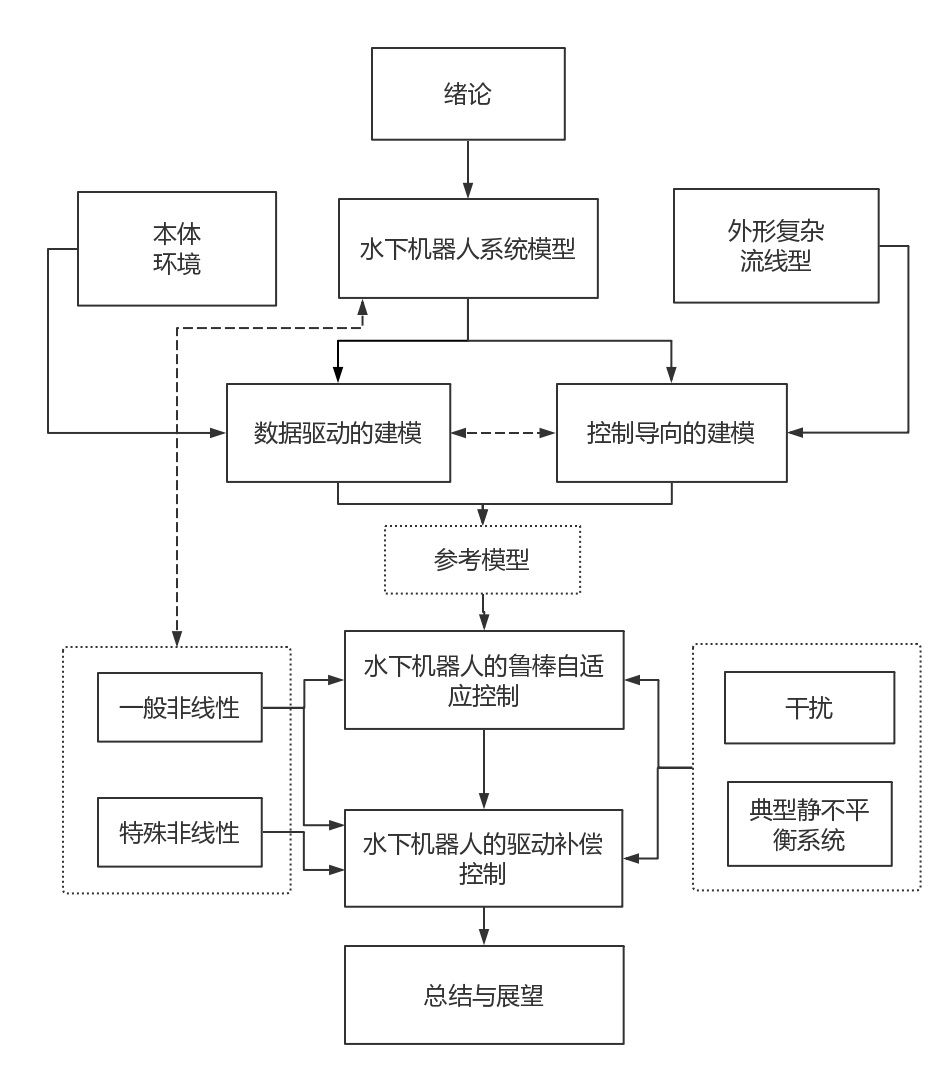 绪论
本体
环境
水下机器人系统模型
外形复杂
流线型
数据驱动的建模
控制导向的建模
参考模型
水下机器人的鲁棒自适
应控制
一般非线性
干扰
特殊非线性
水下机器人的驱动补偿
控制
典型静不平
衡系统
总结与展望